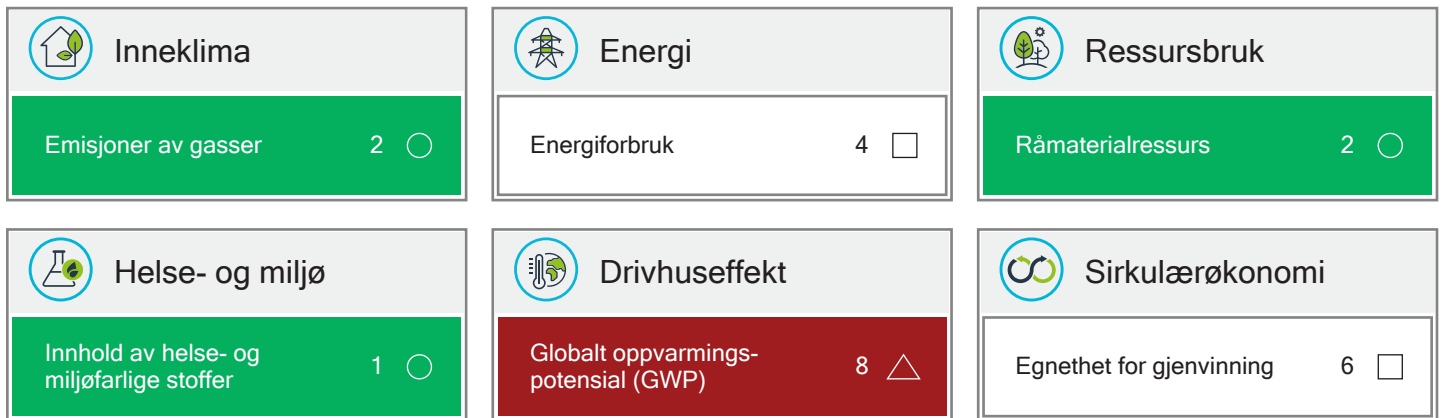 Inneklima
Emisjoner av gasser 2
Energi
Energiforbruk 4
Ressursbruk
Råmaterialressurs 2
Helse- og miljø
Innhold av helse- og
miljøfarlige stoffer 1
Drivhuseffekt
Globalt oppvarmings-
potensial (GWP) 8
Sirkulærøkonomi
Egnethet for gjenvinning 6